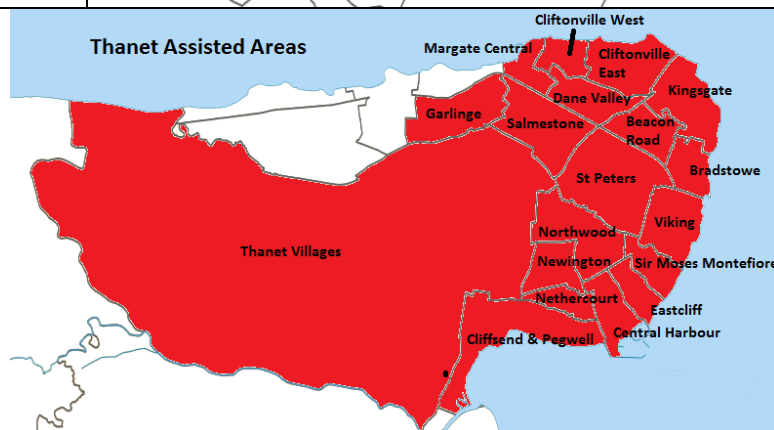 Cliftonville West
Thanet Assisted Areas
Margate Central
Cliftonville
East
Kingsgate
Dane Valley
Garlinge
Salmestone
Beacon
Road
Bradstowe
St Peters
Viking
Northwood
Thanet Villages
Newington
Sir Moses Montefiore
Nethercourt
Eastcliff
Central Harbour
Cliffsend & Pegwell